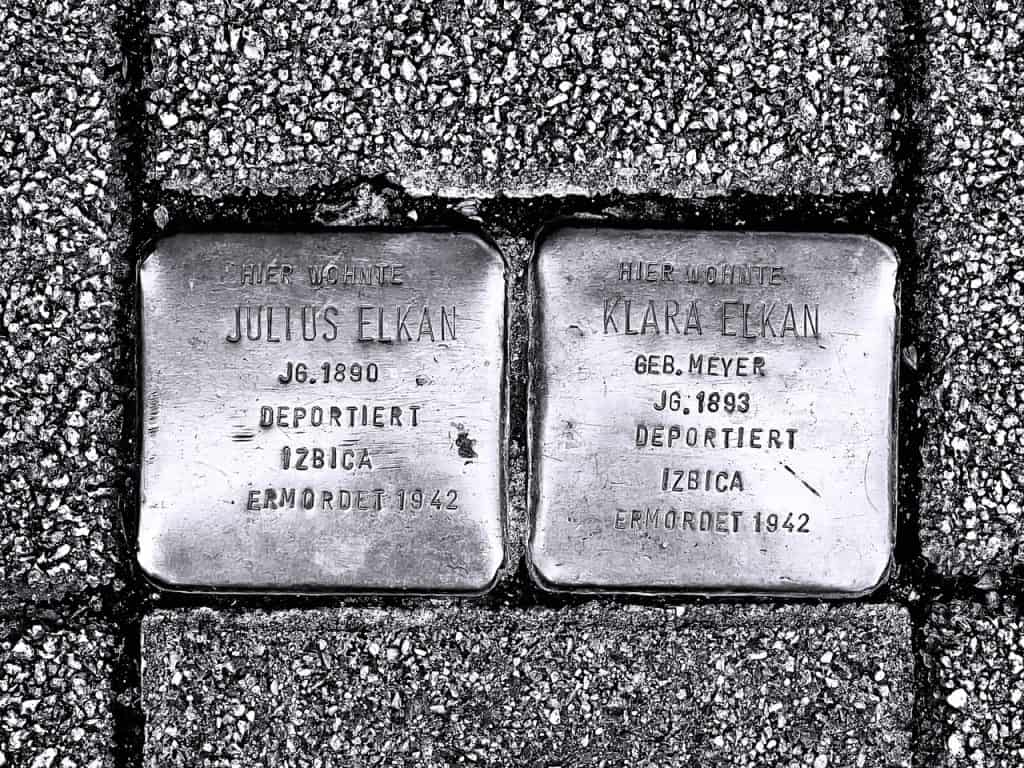 HIER WOHNTE
JULIUS ELKAN
JG.1890
DEPORTIERT
IZBICA
ERMORDET 1942
HIER WOHNTE
KLARA ELKAN
GEB.MEYER
JG.1893
DEPORTIERT
IZBICA
ERMORDET 1942